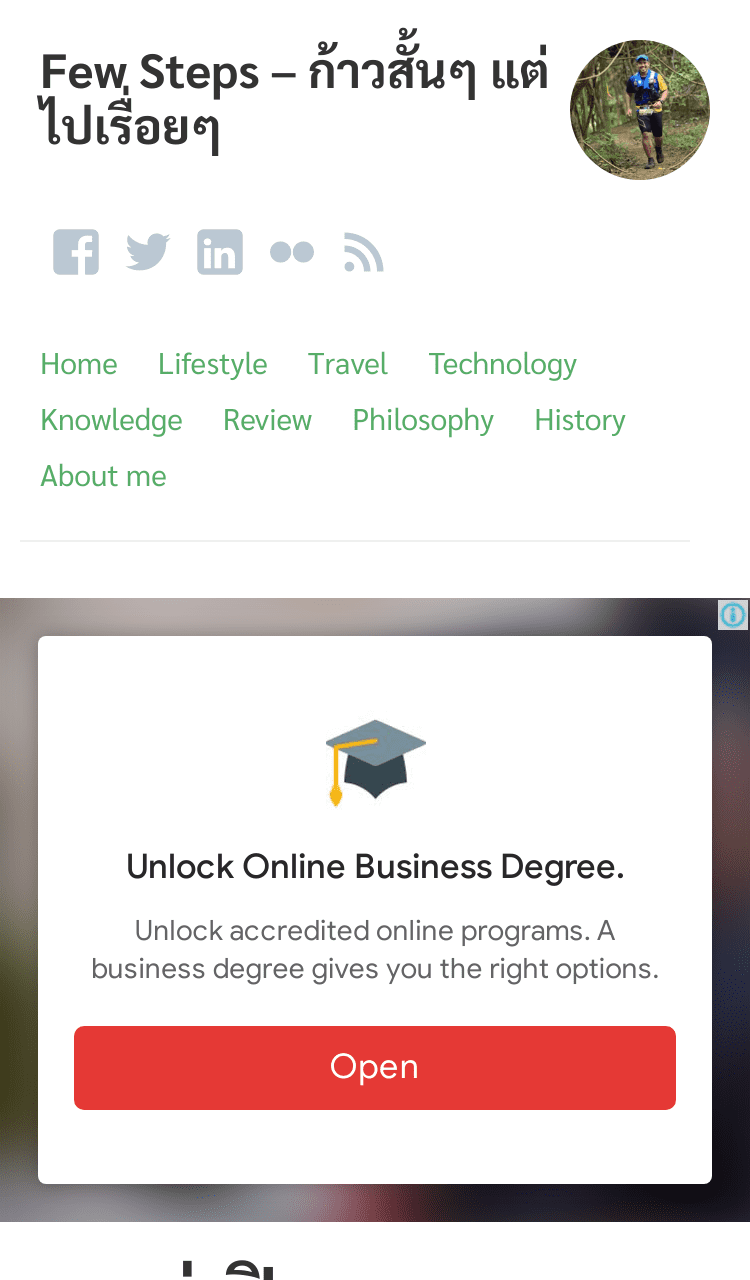 Few Steps – ก้าวสั้นๆ แต่
ไปเรื่อยๆ
Home Lifestyle Travel Technology
Knowledge Review Philosophy History
About me
Unlock Online Business Degree.
Unlock accredited online programs. A
business degree gives you the right options.
Open